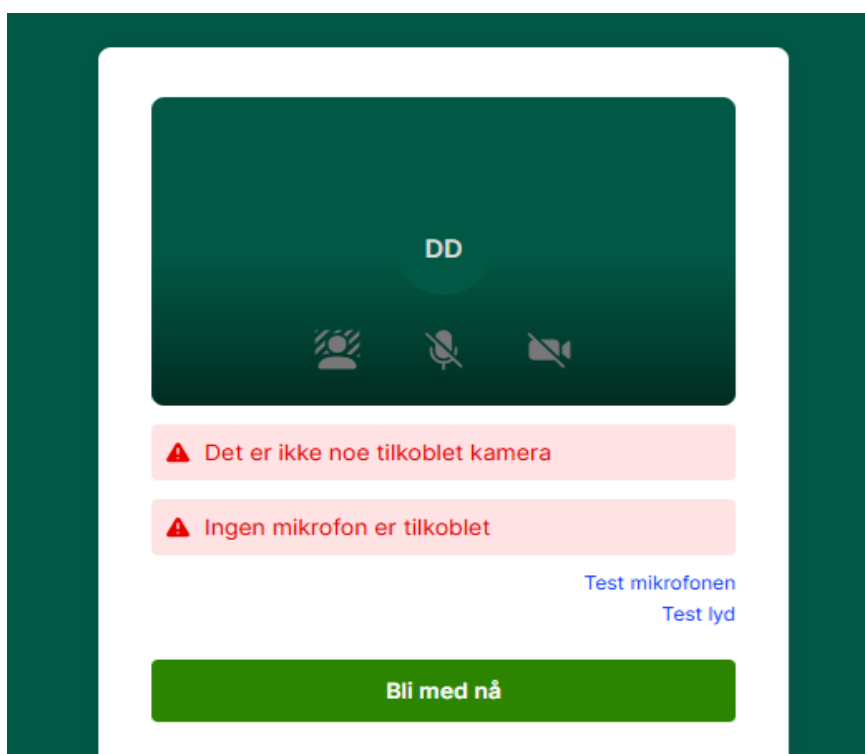 DD
Det er ikke noe tilkoblet kamera
Ingen mikrofon er tilkoblet
Test mikrofonen
Test lyd
Bli med nå